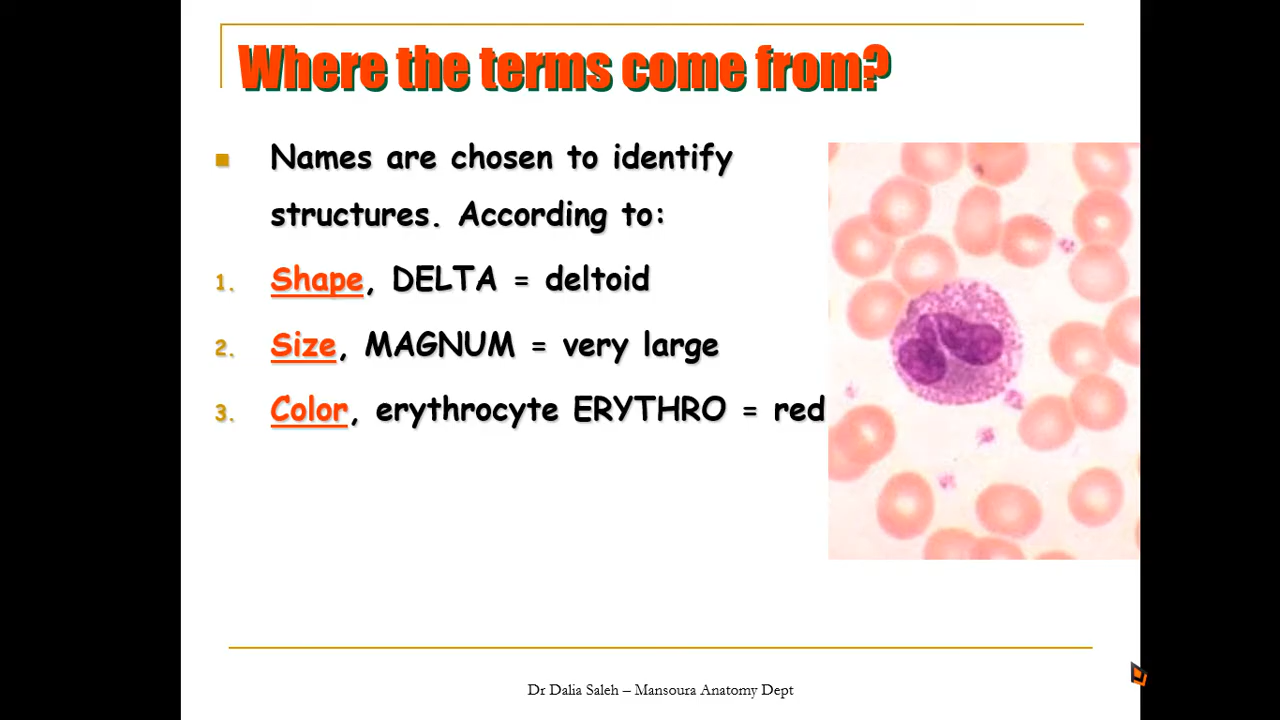 Where the terms come from?
Names are chosen to identify
structures. According to:
1. Shape, DELTA = deltoid
2. Size, MAGNUM = very large
3. Color, erythrocyte ERYTHRO = red
Dr Dalia Saleh – Mansoura Anatomy Dept